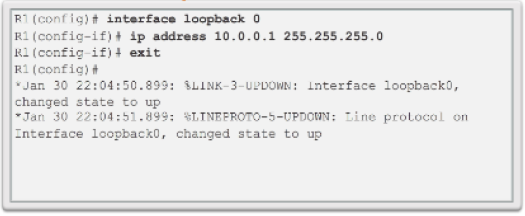 R1(config)# interface loopback 0
R1(config-if)# ip address 10.0.0.1 255.255.255.0
R1(config-if)# exit
R1(config)#
*Jan 30 22:04:50.899: %LINK-3-UPDOWN: Interface loopback0,
changed state to up
*Jan 30 22:04:51.899: %LINEPROTO-5-UPDOWN: Line protocol on
Interface loopback0, changed state to up